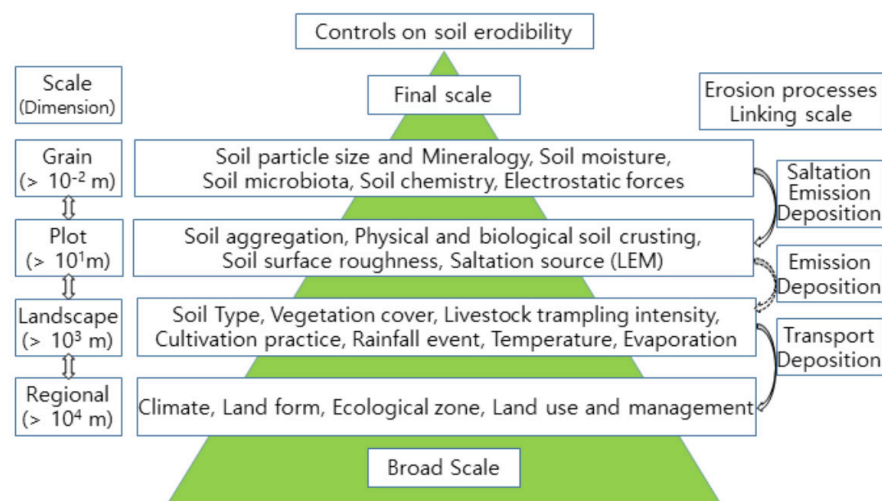 Controls on soil erodibility
Scale
(Dimension)
Final scale
Erosion processes
Linking scale
Grain
(> 10⁻² m)
Soil particle size and Mineralogy, Soil moisture,
Soil microbiota, Soil chemistry, Electrostatic forces
Saltation
Emission
Deposition
Plot
(> 10¹m)
Soil aggregation, Physical and biological soil crusting,
Soil surface roughness, Saltation source (LEM)
Emission
Deposition
Landscape
(> 10³ m)
Soil Type, Vegetation cover, Livestock trampling intensity,
Cultivation practice, Rainfall event, Temperature, Evaporation
Transport
Deposition
Regional
(> 10⁴ m)
Climate, Land form, Ecological zone, Land use and management
Broad Scale